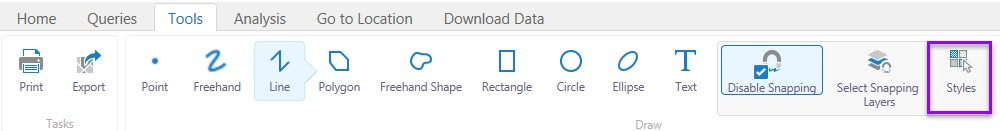 Home Queries Tools Analysis Go to Location Download Data
Print Export Point Freehand Line Polygon Freehand Shape Rectangle Circle Ellipse Text Disable Snapping Select Snapping Styles
Layers
Tasks Draw